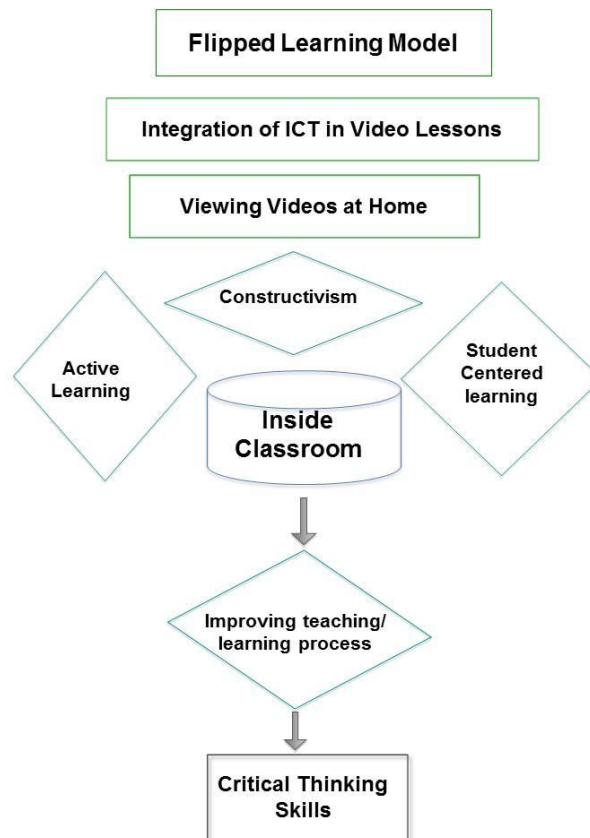 Flipped Learning Model
Integration of ICT in Video Lessons
Viewing Videos at Home
Constructivism
Active
Learning
Student
Centered
learning
Inside
Classroom
Improving teaching/
learning process
Critical Thinking
Skills